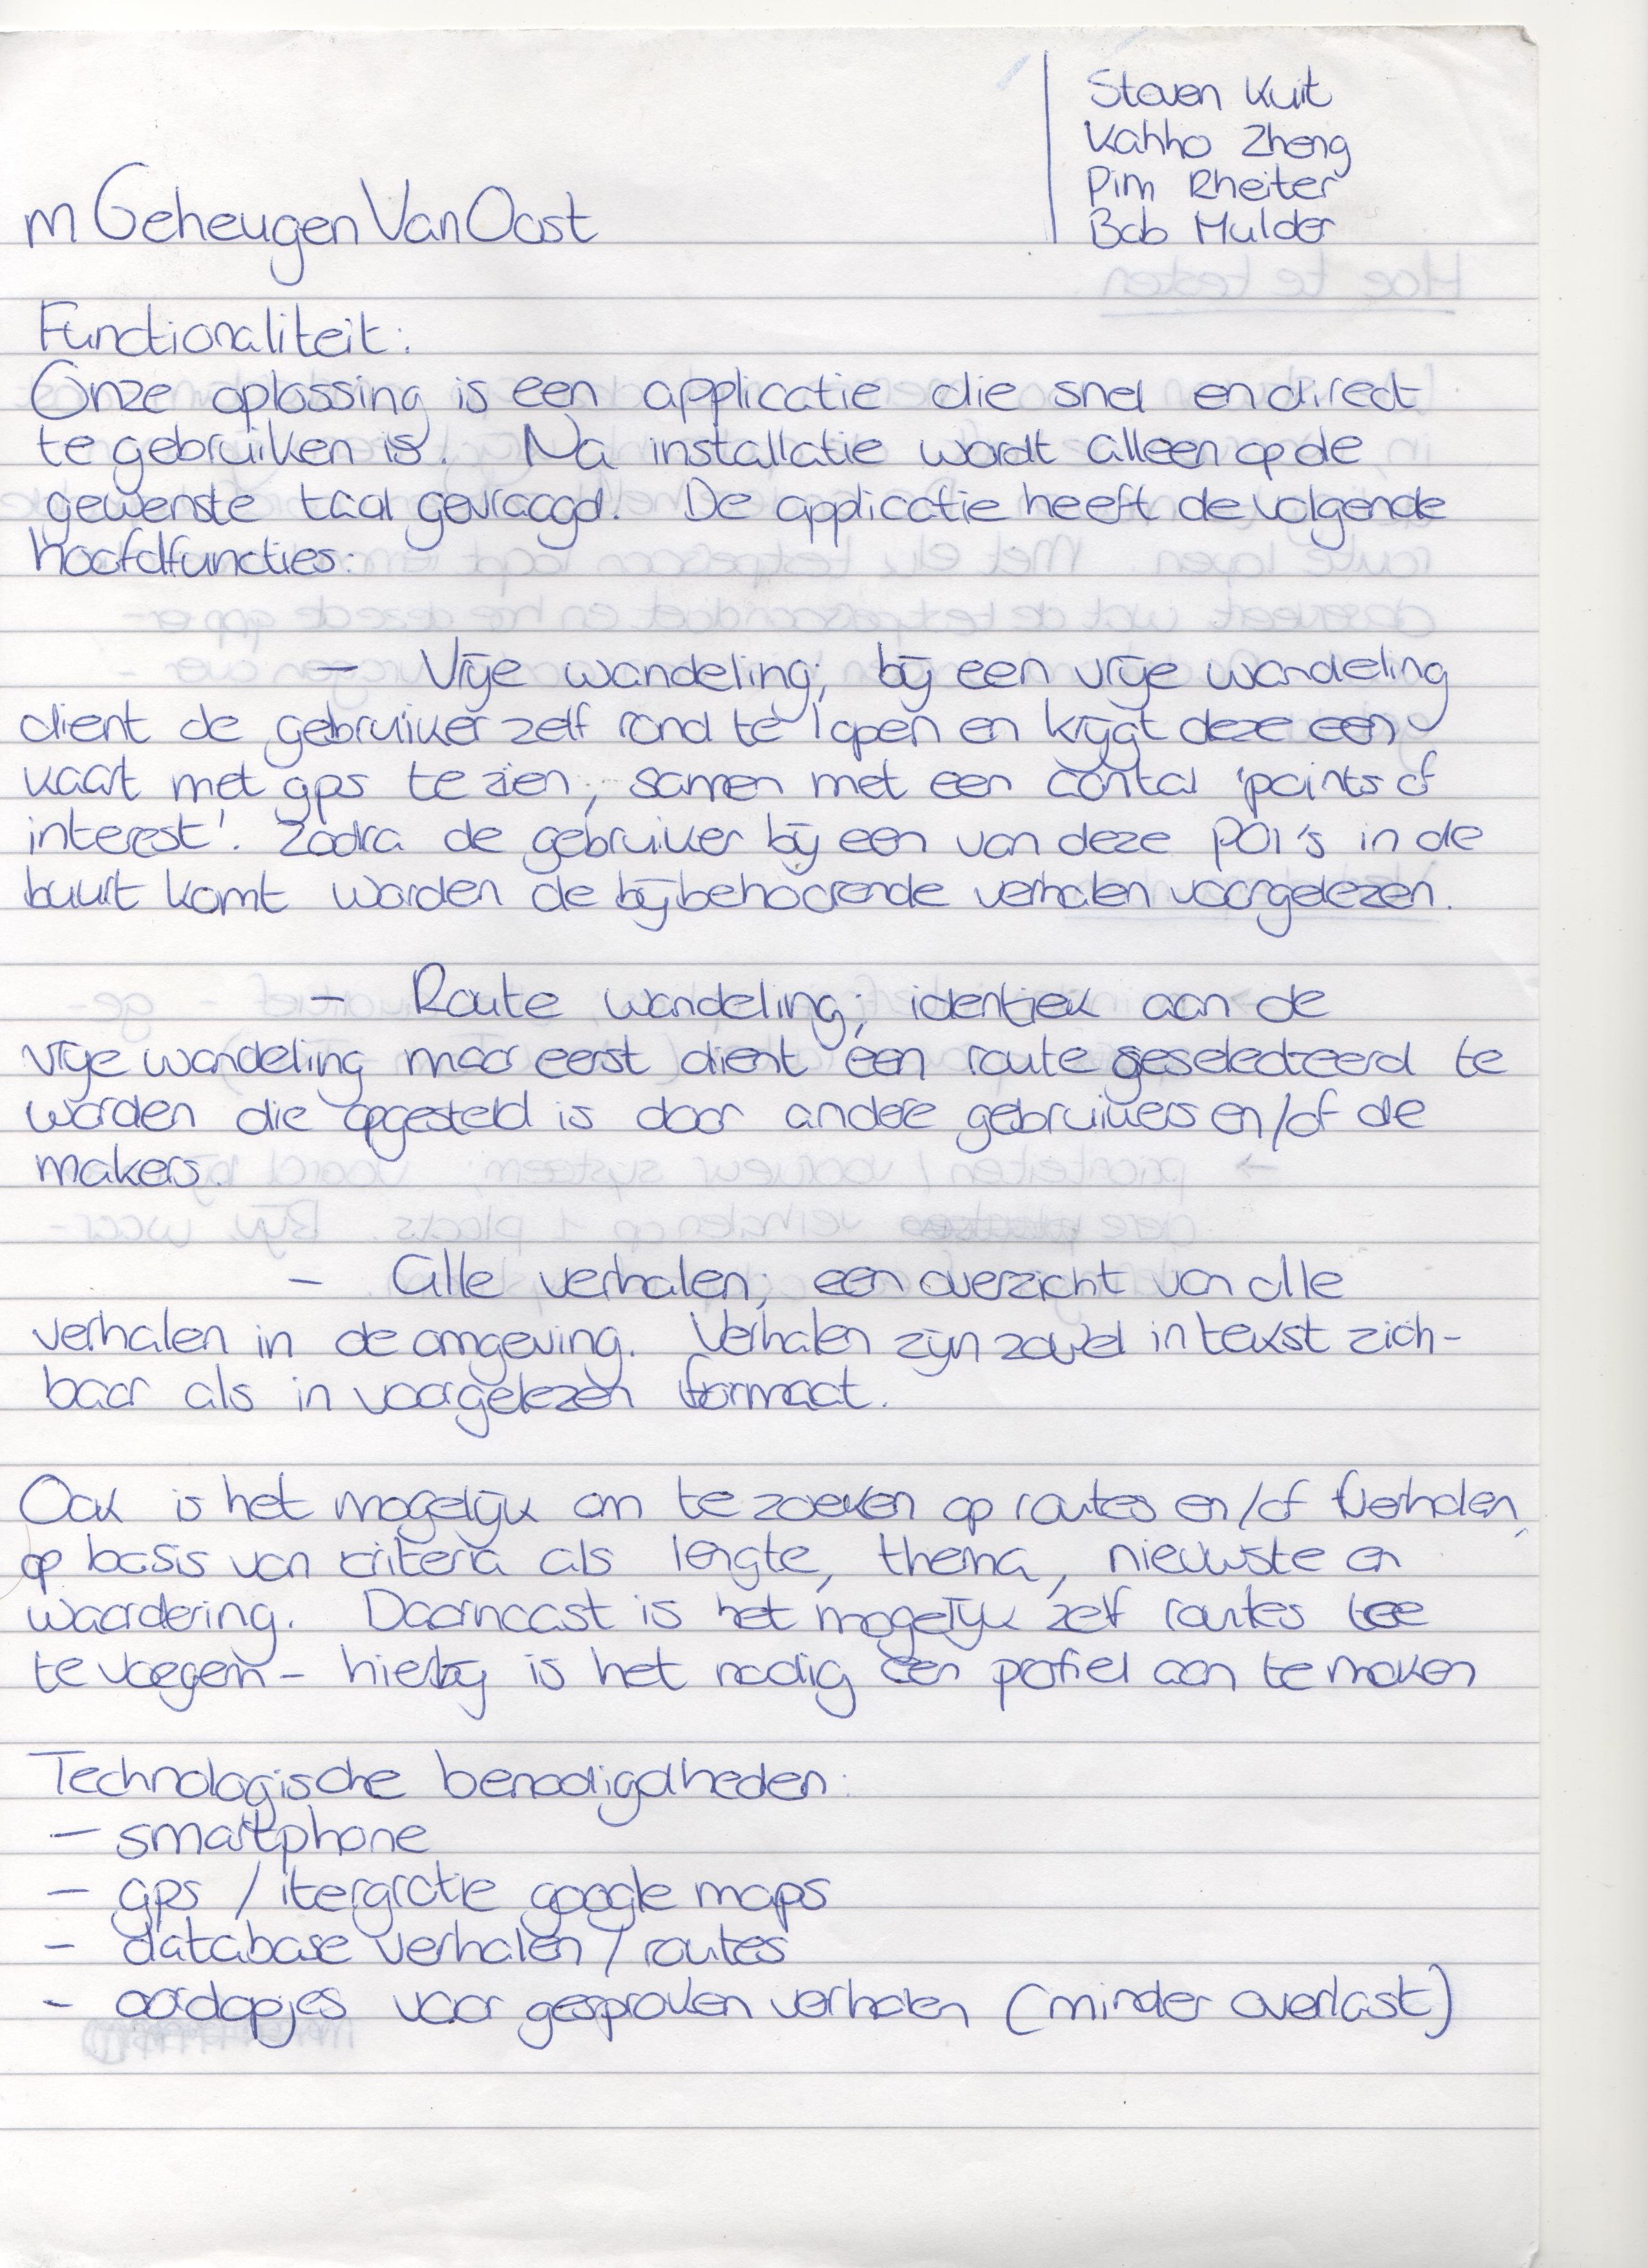 Steven Kuit
Kahho Zheng
Pim Rheiter
Bob Mulder
mGeheugenVanOost
Functionaliteit:
Onze oplossing is een applicatie die snel en direct
te gebruiken is. Na installatie wordt alleen op de
gewenste taal gevraagd. De applicatie heeft de volgende
hoofdfuncties:
- Vrije wandeling; bij een vrije wandeling
dient de gebruiker zelf rond te lopen en krijgt deze een
kaart met gps te zien, samen met een aantal 'points of
interest'. Zodra de gebruiker bij een van deze POI's in de
buurt komt worden de bijbehorende verhalen voorgelezen.
- Route wandeling; identiek aan de
vrije wandeling maar eerst dient een route geselecteerd te
worden die opgesteld is door andere gebruikers en/of de
makers.
- Alle verhalen; een overzicht van alle
verhalen in de omgeving. Verhalen zijn zowel in tekst zich-
baar als in voorgelezen formaat.
Ook is het mogelijk om te zoeken op routes en/of verhalen,
op basis van criteria als lengte, thema, nieuwste en
waardering. Daarnaast is het mogelijk zelf routes toe
te voegen - hierbij is het nodig een profiel aan te maken
Technologische benodigdheden:
- smartphone
- gps / itergratie google maps
- database verhalen / routes
- oordopjes voor gesproken verhalen (minder overlast)